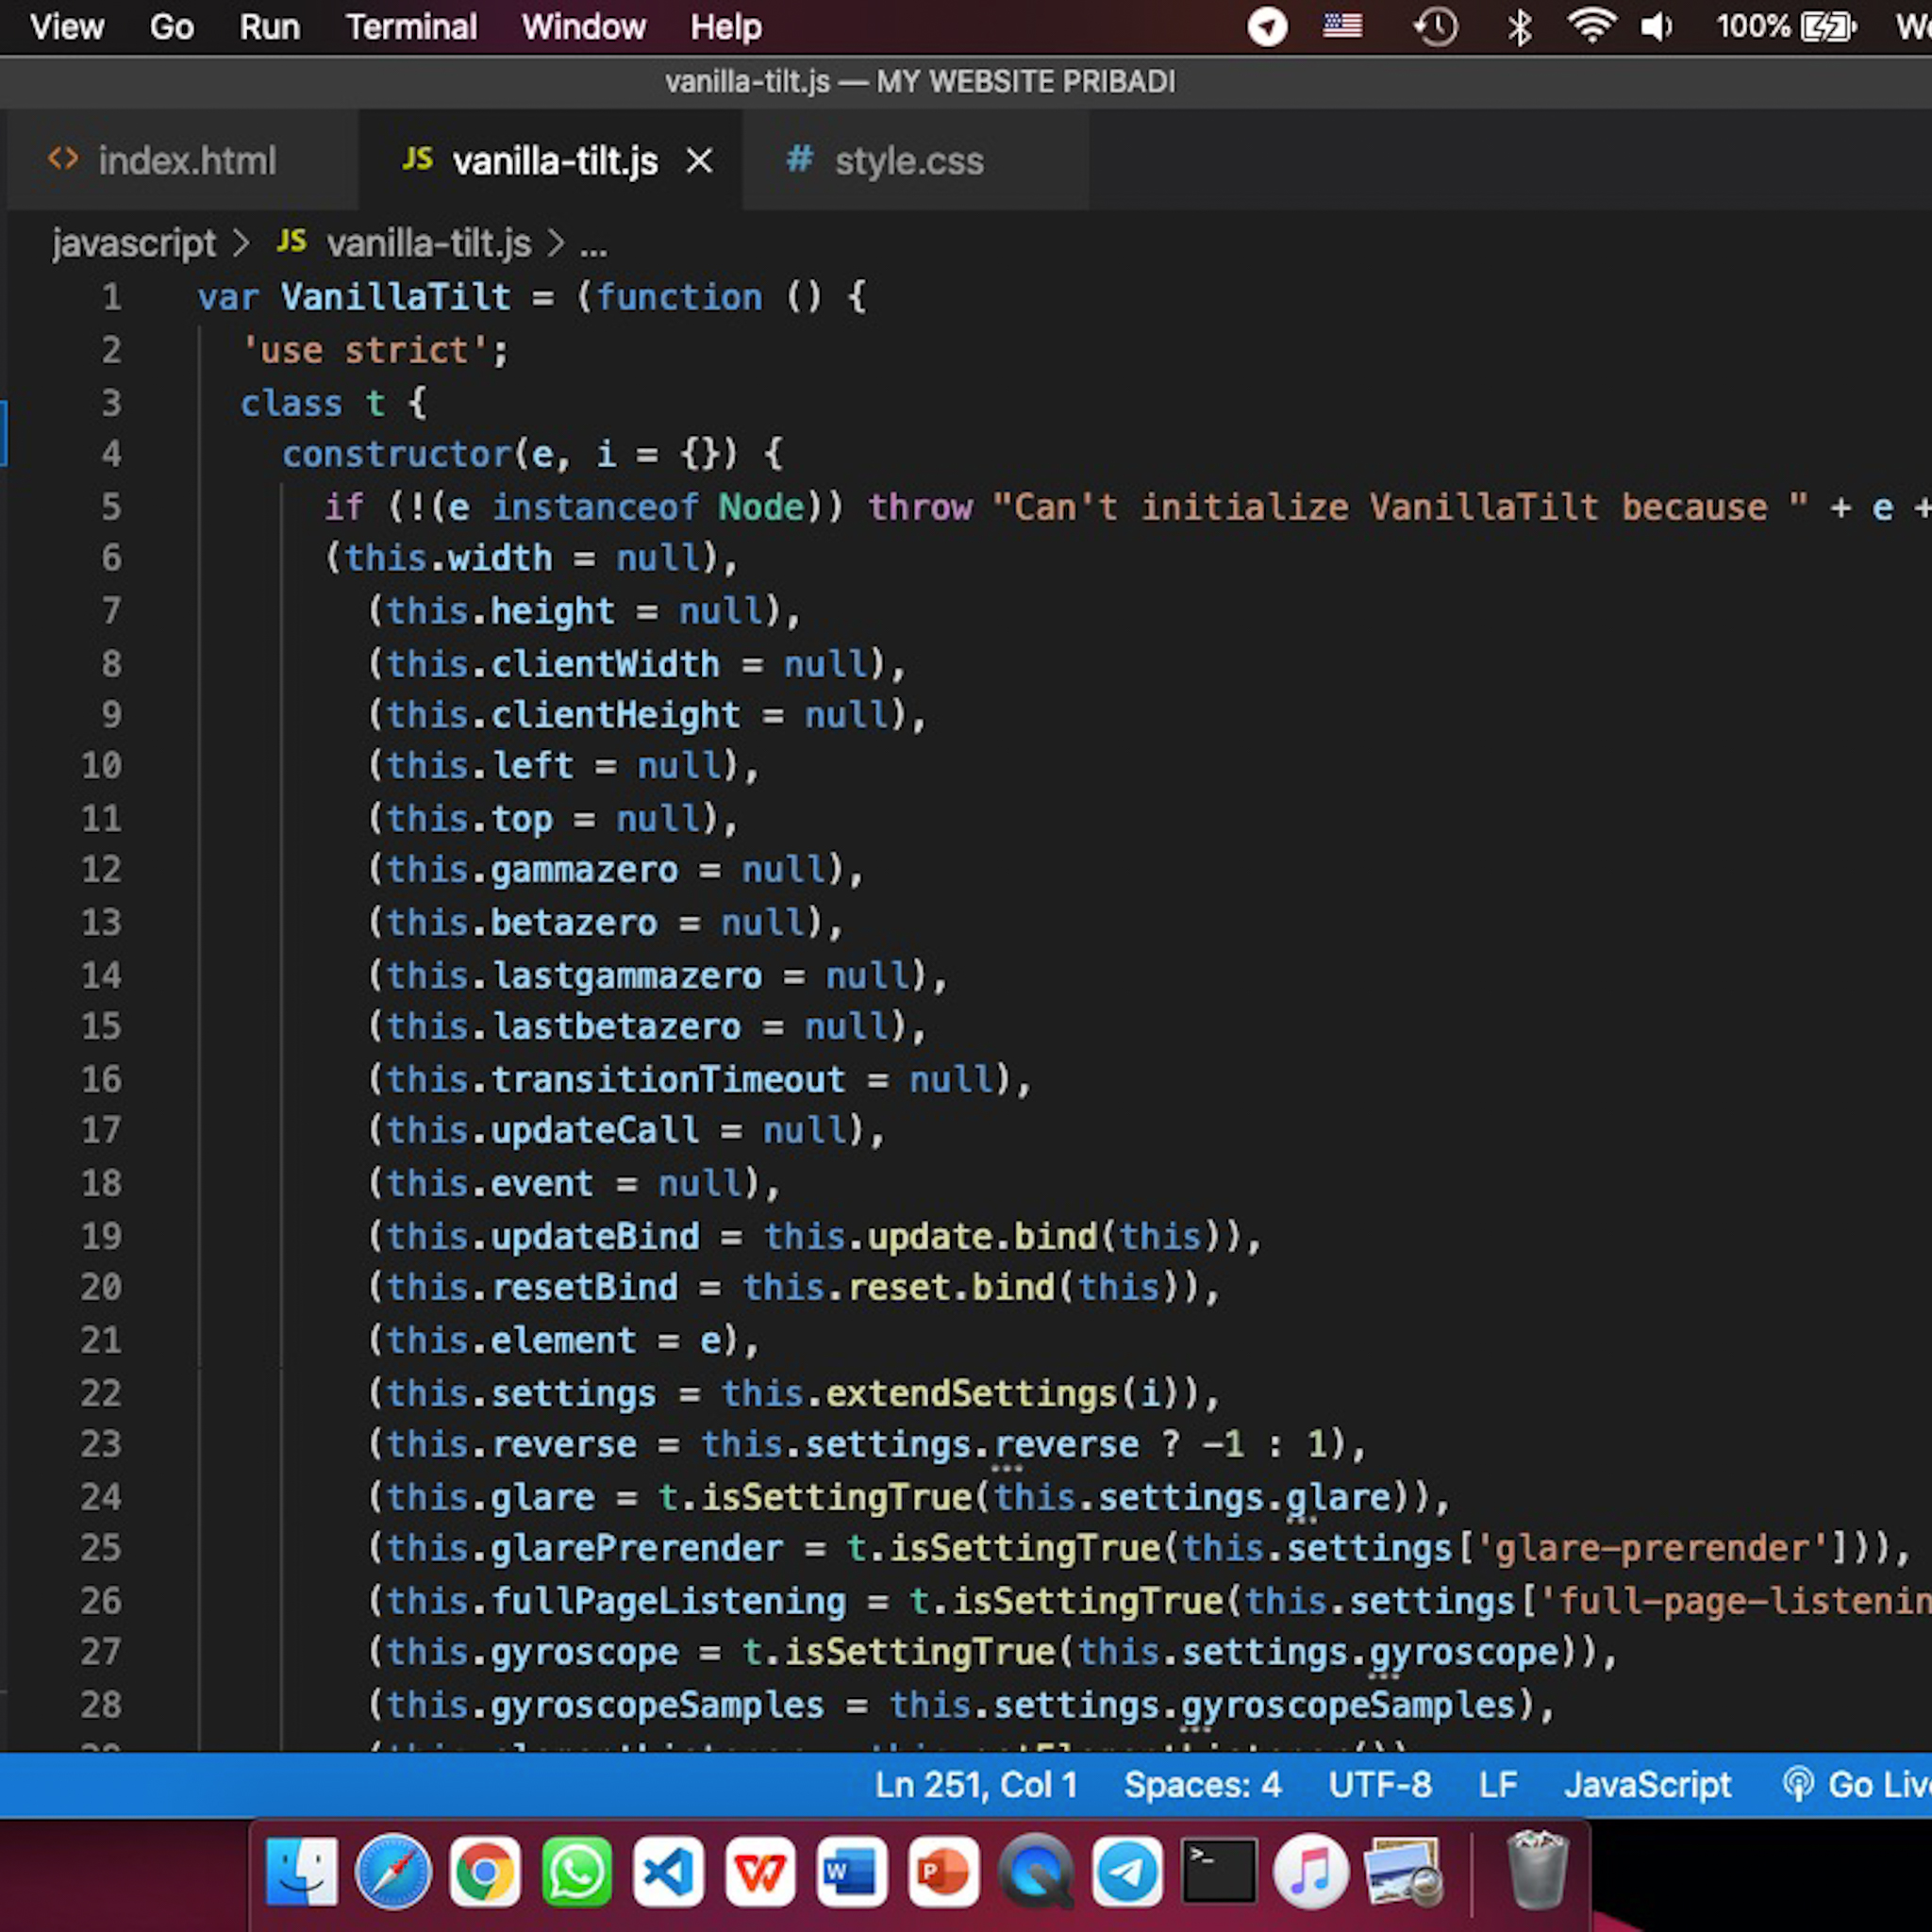 View Go Run Terminal Window Help 100%
vanilla-tilt.js — MY WEBSITE PRIBADI
<> index.html JS vanilla-tilt.js × # style.css
javascript > JS vanilla-tilt.js > ...
1 var VanillaTilt = (function () {
2 'use strict';
3 class t {
4 constructor(e, i = {}) {
5 if (!(e instanceof Node)) throw "Can't initialize VanillaTilt because " + e +
6 (this.width = null),
7 (this.height = null),
8 (this.clientWidth = null),
9 (this.clientHeight = null),
10 (this.left = null),
11 (this.top = null),
12 (this.gammazero = null),
13 (this.betazero = null),
14 (this.lastgammazero = null),
15 (this.lastbetazero = null),
16 (this.transitionTimeout = null),
17 (this.updateCall = null),
18 (this.event = null),
19 (this.updateBind = this.update.bind(this)),
20 (this.resetBind = this.reset.bind(this)),
21 (this.element = e),
22 (this.settings = this.extendSettings(i)),
23 (this.reverse = this.settings.reverse ? -1 : 1),
24 (this.glare = t.isSettingTrue(this.settings.glare)),
25 (this.glarePrerender = t.isSettingTrue(this.settings['glare-prerender'])),
26 (this.fullPageListening = t.isSettingTrue(this.settings['full-page-listenin
27 (this.gyroscope = t.isSettingTrue(this.settings.gyroscope)),
28 (this.gyroscopeSamples = this.settings.gyroscopeSamples),
Ln 251, Col 1 Spaces: 4 UTF-8 LF JavaScript Go Liv
W W P >_